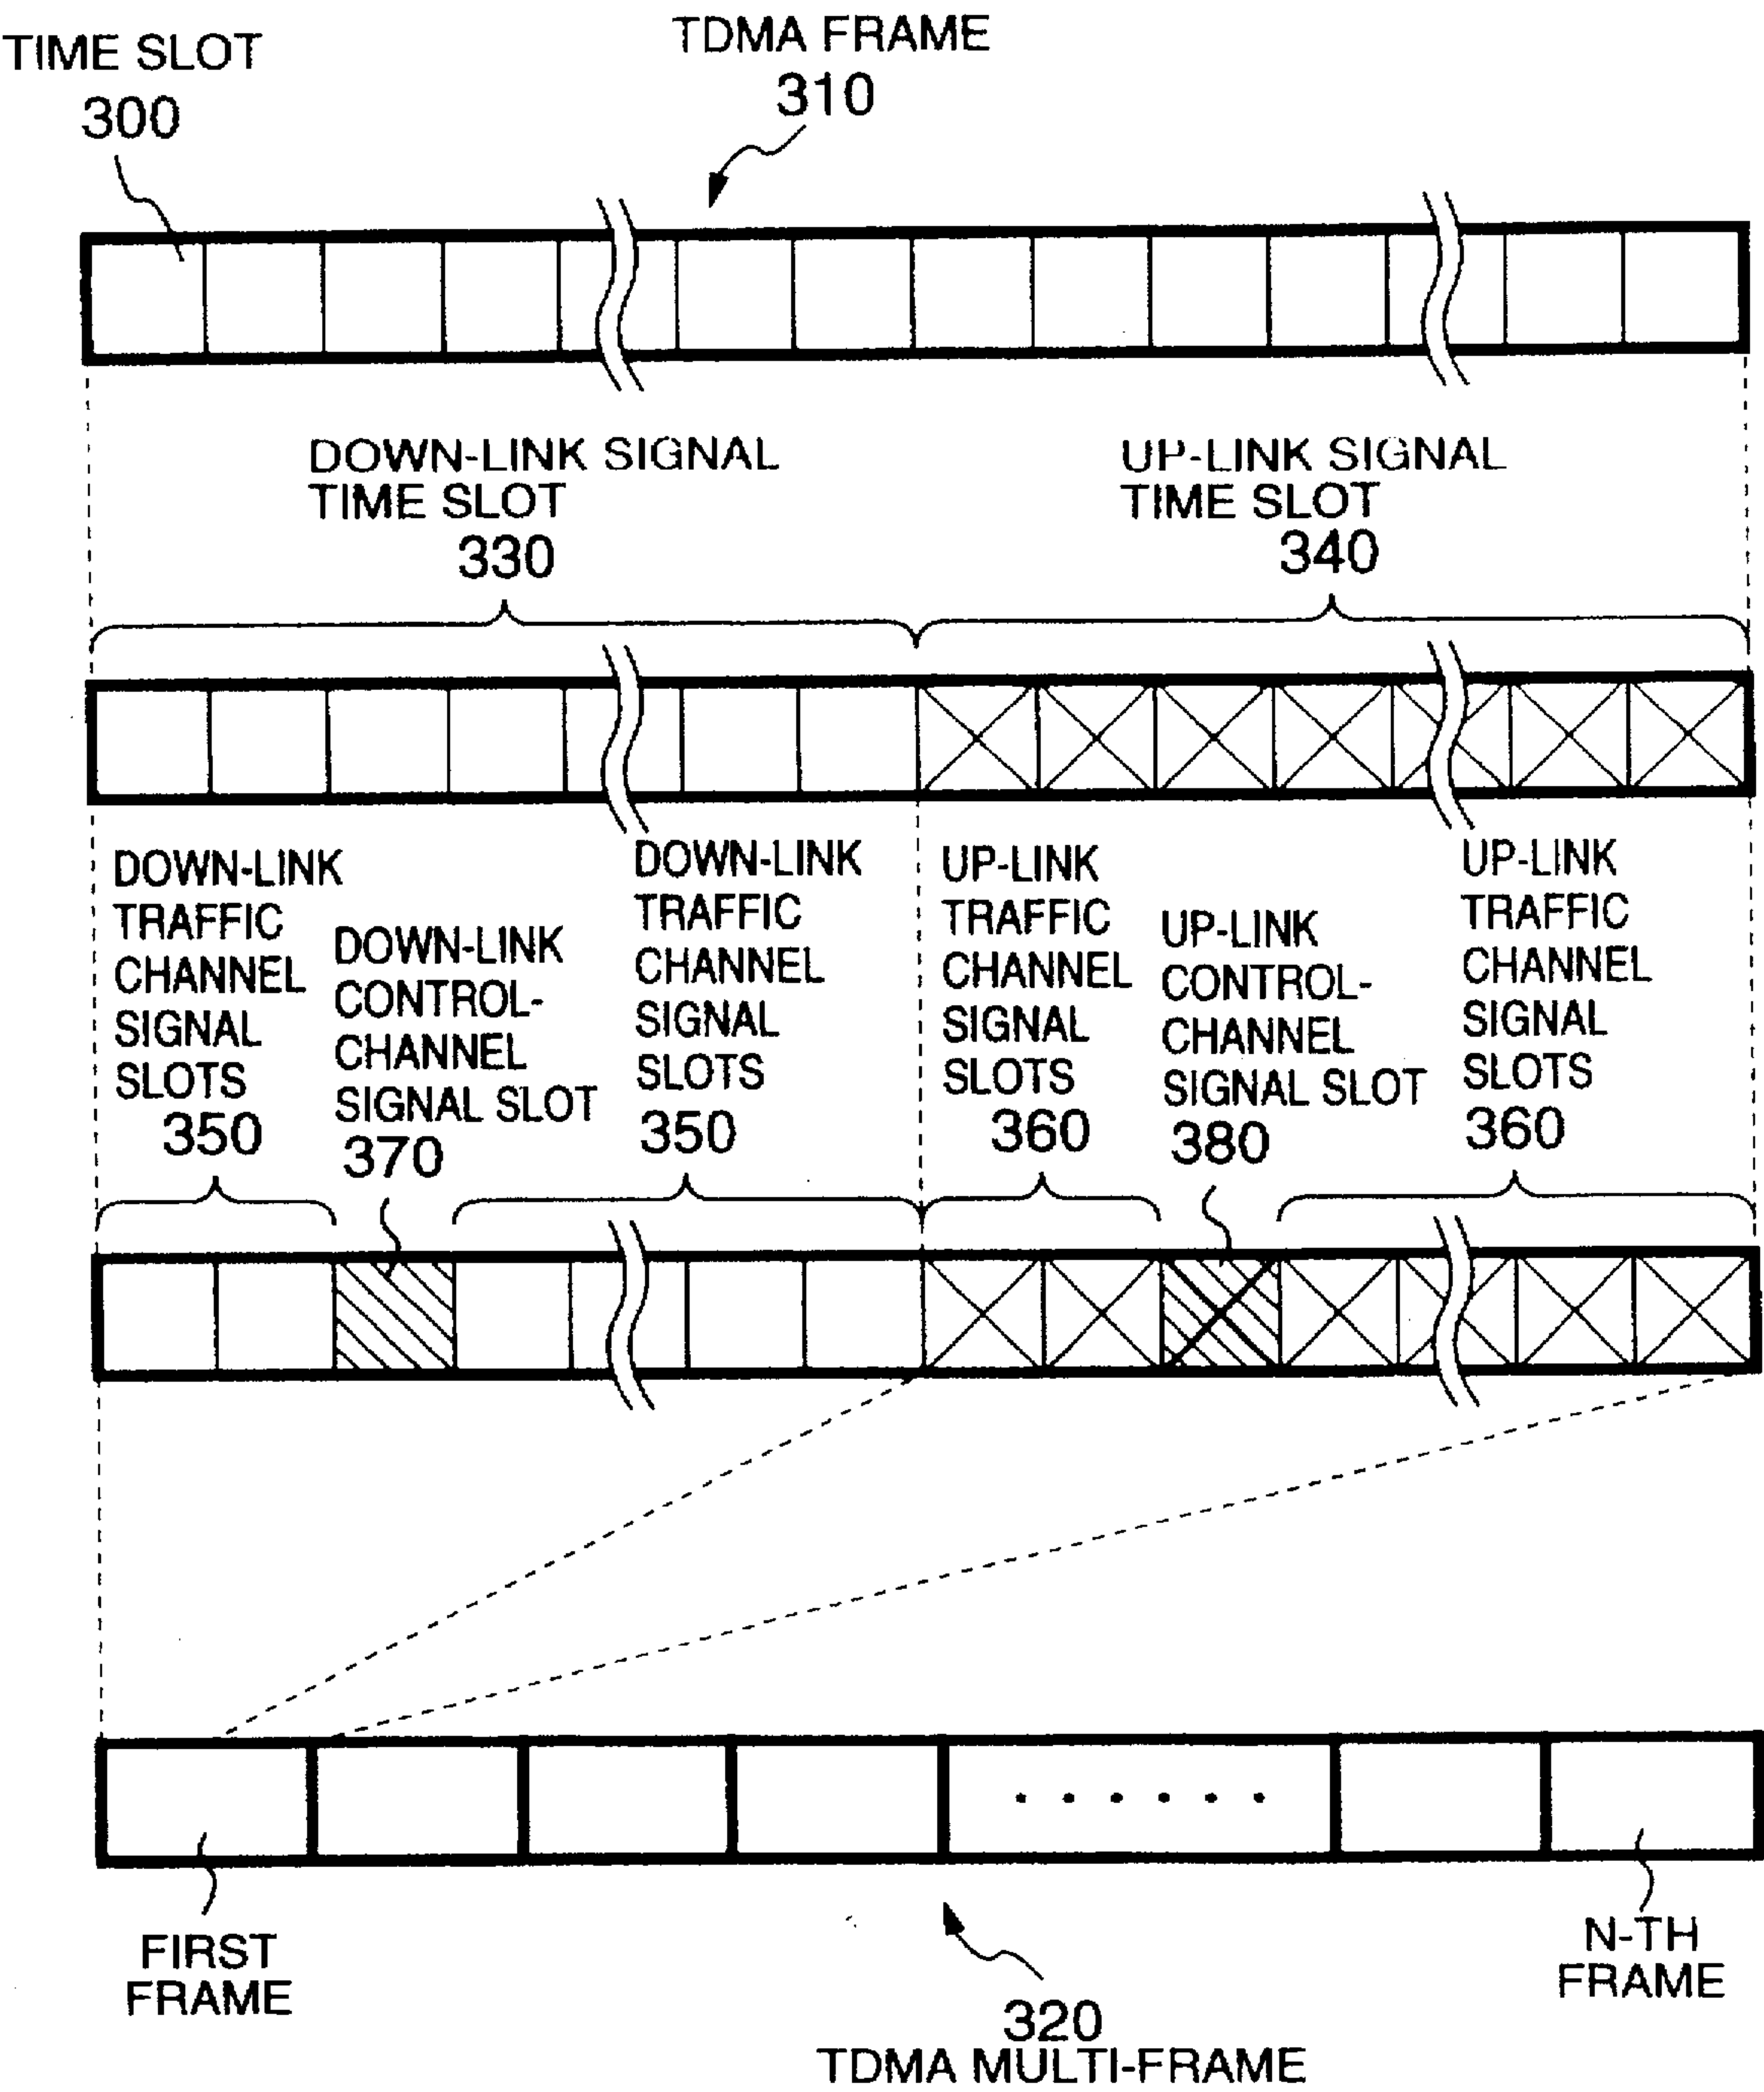 TIME SLOT
300
TDMA FRAME
310
DOWN-LINK SIGNAL
TIME SLOT
330
UP-LINK SIGNAL
TIME SLOT
340
DOWN-LINK
TRAFFIC
CHANNEL
SIGNAL
SLOTS
350
DOWN-LINK
CONTROL-
CHANNEL
SIGNAL SLOT
370
DOWN-LINK
TRAFFIC
CHANNEL
SIGNAL
SLOTS
350
UP-LINK
TRAFFIC
CHANNEL
SIGNAL
SLOTS
360
UP-LINK
CONTROL-
CHANNEL
SIGNAL SLOT
380
UP-LINK
TRAFFIC
CHANNEL
SIGNAL
SLOTS
360
FIRST
FRAME
N-TH
FRAME
320
TDMA MULTI-FRAME